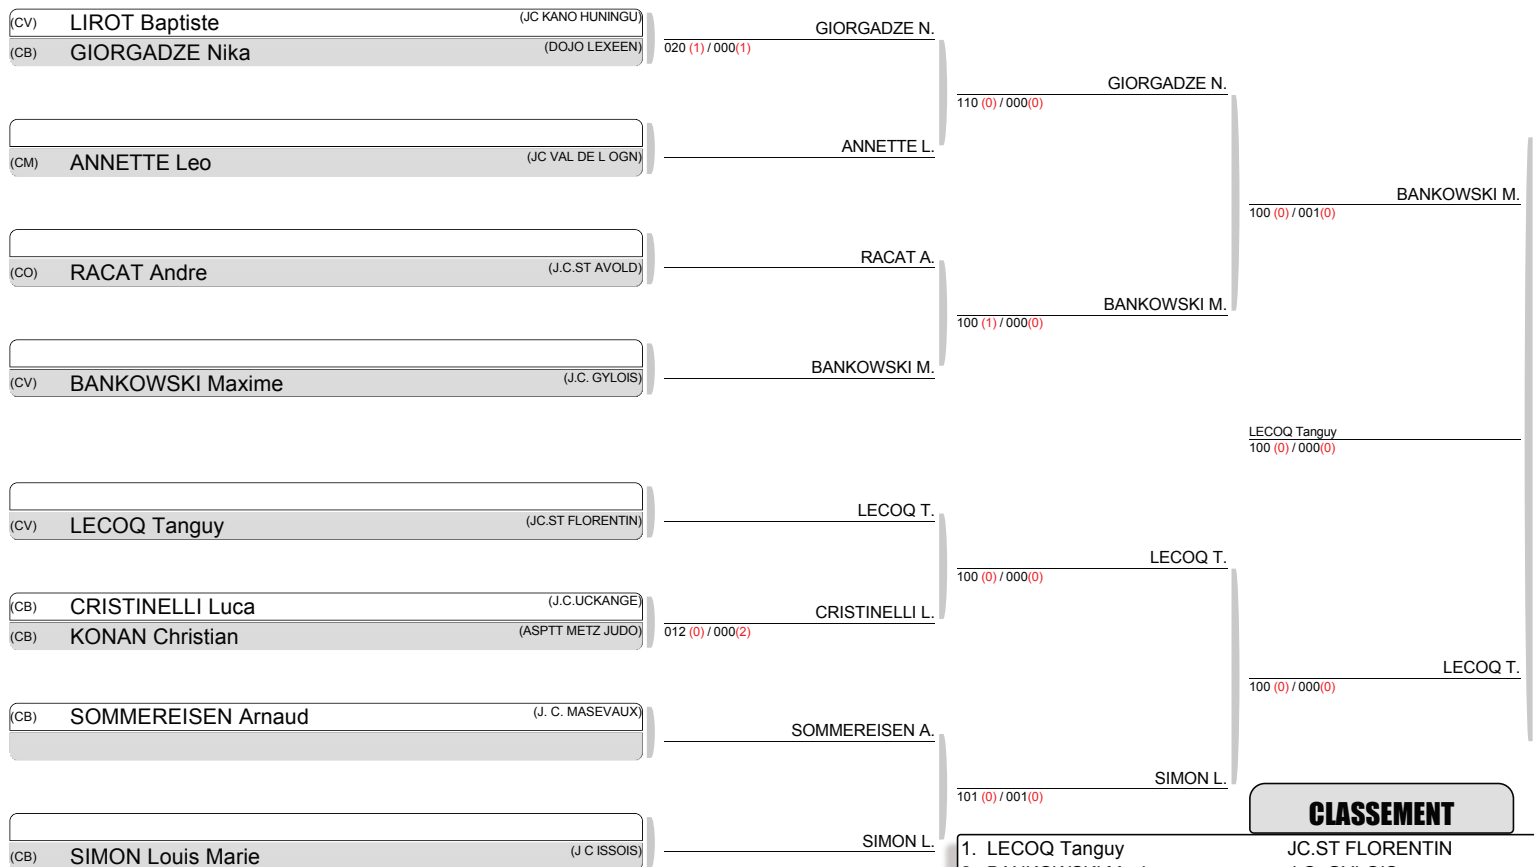 (CV) LIROT Baptiste (JC KANO HUNINGU)
(CB) GIORGADZE Nika (DOJO LEXEEN)
GIORGADZE N.
020 (1) / 000(1)
GIORGADZE N.
110 (0) / 000(0)
(CM) ANNETTE Leo (JC VAL DE L OGN)
ANNETTE L.
BANKOWSKI M.
100 (0) / 001(0)
(CO) RACAT Andre (J.C.ST AVOLD)
RACAT A.
BANKOWSKI M.
100 (1) / 000(0)
(CV) BANKOWSKI Maxime (J.C. GYLOIS)
BANKOWSKI M.
LECOQ Tanguy
100 (0) / 000(0)
(CV) LECOQ Tanguy (JC.ST FLORENTIN)
LECOQ T.
LECOQ T.
100 (0) / 000(0)
(CB) CRISTINELLI Luca (J.C.UCKANGE)
(CB) KONAN Christian (ASPTT METZ JUDO)
CRISTINELLI L.
012 (0) / 000(2)
LECOQ T.
100 (0) / 000(0)
(CB) SOMMEREISEN Arnaud (J. C. MASEVAUX)
SOMMEREISEN A.
SIMON L.
101 (0) / 001(0)
(CB) SIMON Louis Marie (J C ISSOIS)
SIMON L.
CLASSEMENT
1. LECOQ Tanguy JC.ST FLORENTIN